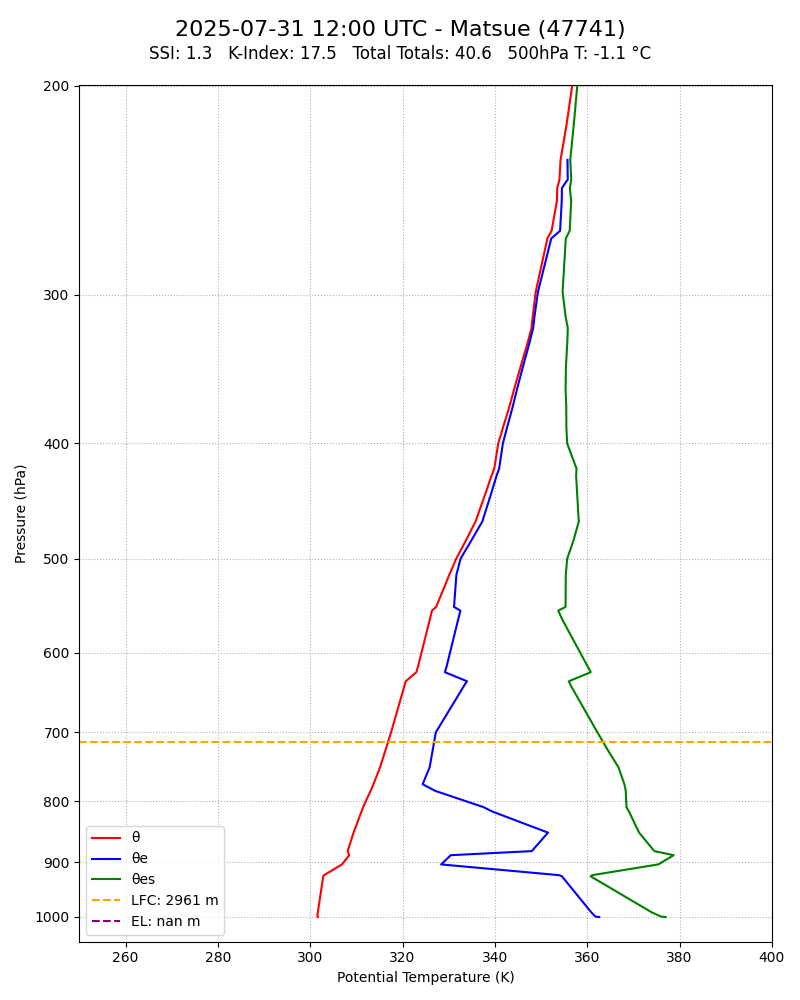 2025-07-31 12:00 UTC - Matsue (47741)
SSI: 1.3   K-Index: 17.5   Total Totals: 40.6   500hPa T: -1.1 °C
200
300
400
500
600
700
800
900
1000
Pressure (hPa)
θ
θe
θes
LFC: 2961 m
EL: nan m
260
280
300
320
340
360
380
400
Potential Temperature (K)